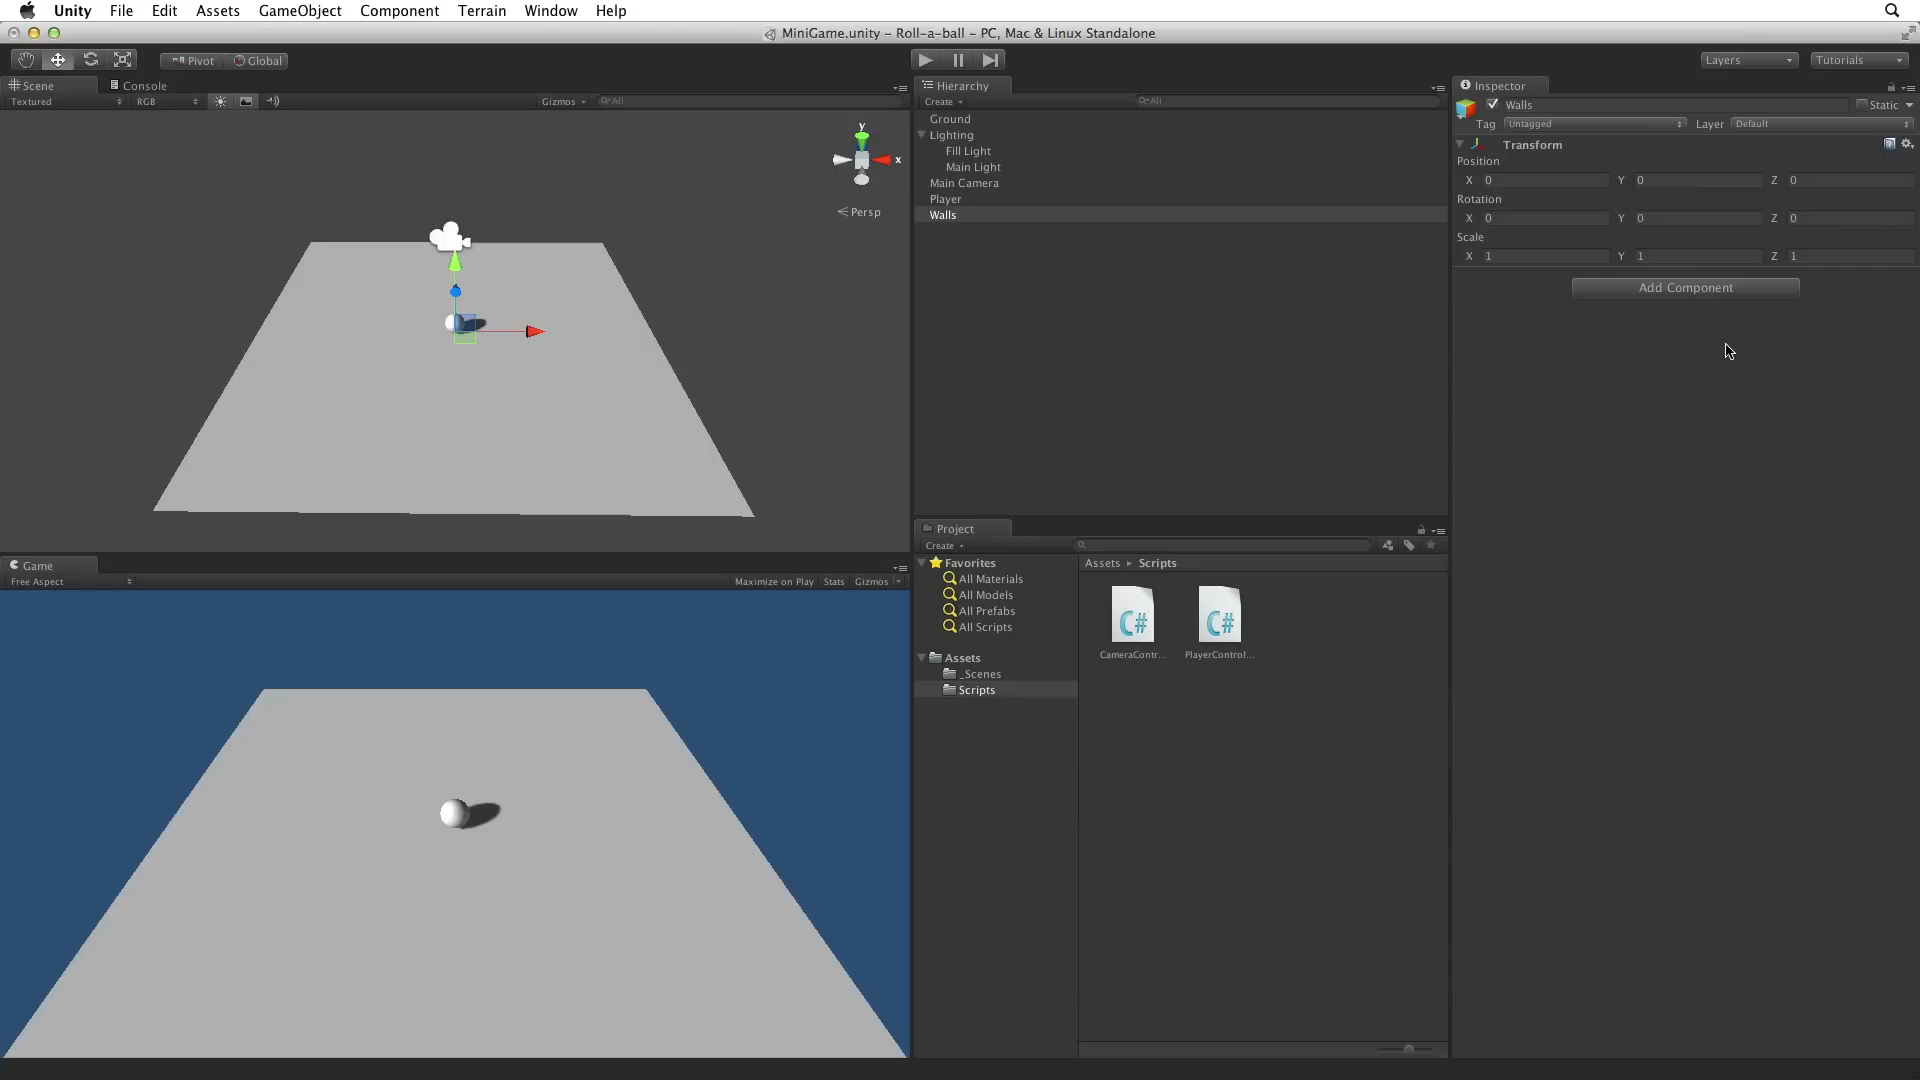 Unity File Edit Assets GameObject Component Terrain Window Help
MiniGame.unity – Roll-a-ball – PC, Mac & Linux Standalone
Pivot Global
Layers Tutorials
Scene Console
Textured RGB Gizmos All
y
x
Persp
Hierarchy
Create All
Ground
Lighting
Fill Light
Main Light
Main Camera
Player
Walls
Inspector
Walls Static
Tag Untagged Layer Default
Transform
Position
X 0 Y 0 Z 0
Rotation
X 0 Y 0 Z 0
Scale
X 1 Y 1 Z 1
Add Component
Game
Free Aspect Maximize on Play Stats Gizmos
Project
Create
Favorites
All Materials
All Models
All Prefabs
All Scripts
Assets
_Scenes
Scripts
Assets ▸ Scripts
C# C#
CameraContr... PlayerControl...